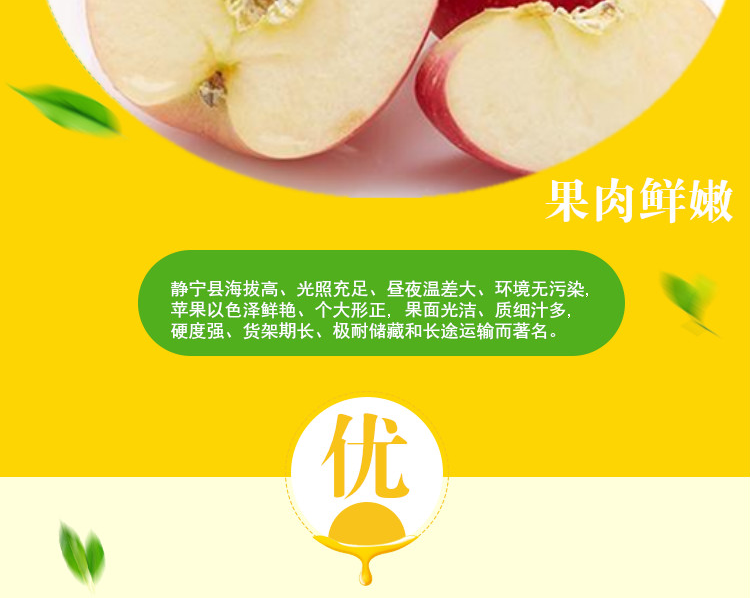 果肉鲜嫩
静宁县海拔高、光照充足、昼夜温差大、环境无污染,
苹果以色泽鲜艳、个大形正, 果面光洁、质细汁多,
硬度强、货架期长、极耐储藏和长途运输而著名。
优